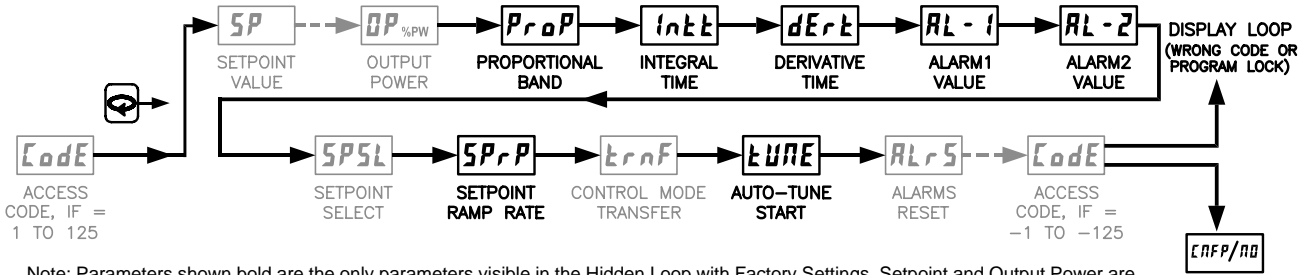 SP
OP %PW
ProP
Intt
dErt
AL-1
AL-2
DISPLAY LOOP
(WRONG CODE OR
PROGRAM LOCK)
SETPOINT
VALUE
OUTPUT
POWER
PROPORTIONAL
BAND
INTEGRAL
TIME
DERIVATIVE
TIME
ALARM1
VALUE
ALARM2
VALUE
CodE
SPSL
SPrP
trnF
tUNE
ALrS
CodE
ACCESS
CODE, IF =
1 TO 125
SETPOINT
SELECT
SETPOINT
RAMP RATE
CONTROL MODE
TRANSFER
AUTO-TUNE
START
ALARMS
RESET
ACCESS
CODE, IF =
-1 TO -125
CNFP/NO
Note: Parameters shown bold are the only parameters visible in the Hidden Loop with Factory Settings. Setpoint and Output Power are